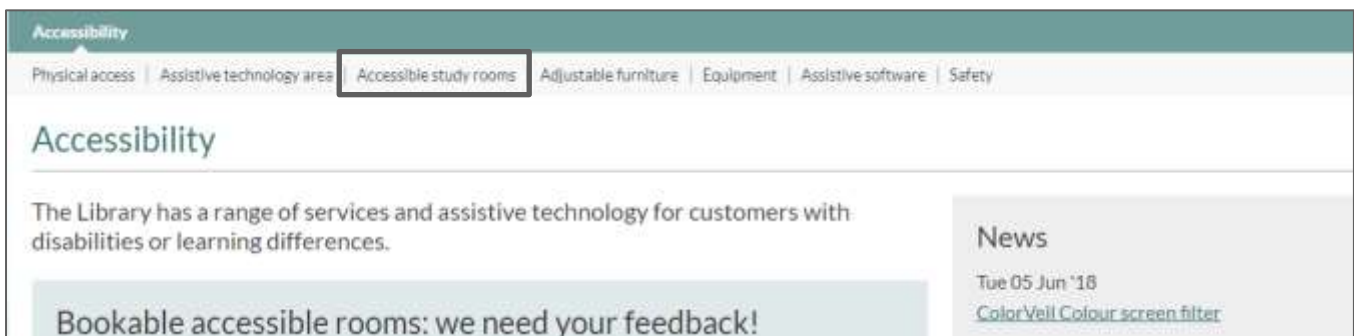 Accessibility
Physical access | Assistive technology area | Accessible study rooms | Adjustable furniture | Equipment | Assistive software | Safety
Accessibility
The Library has a range of services and assistive technology for customers with
disabilities or learning differences.
Bookable accessible rooms: we need your feedback!
News
Tue 05 Jun '18
ColorVeil Colour screen filter